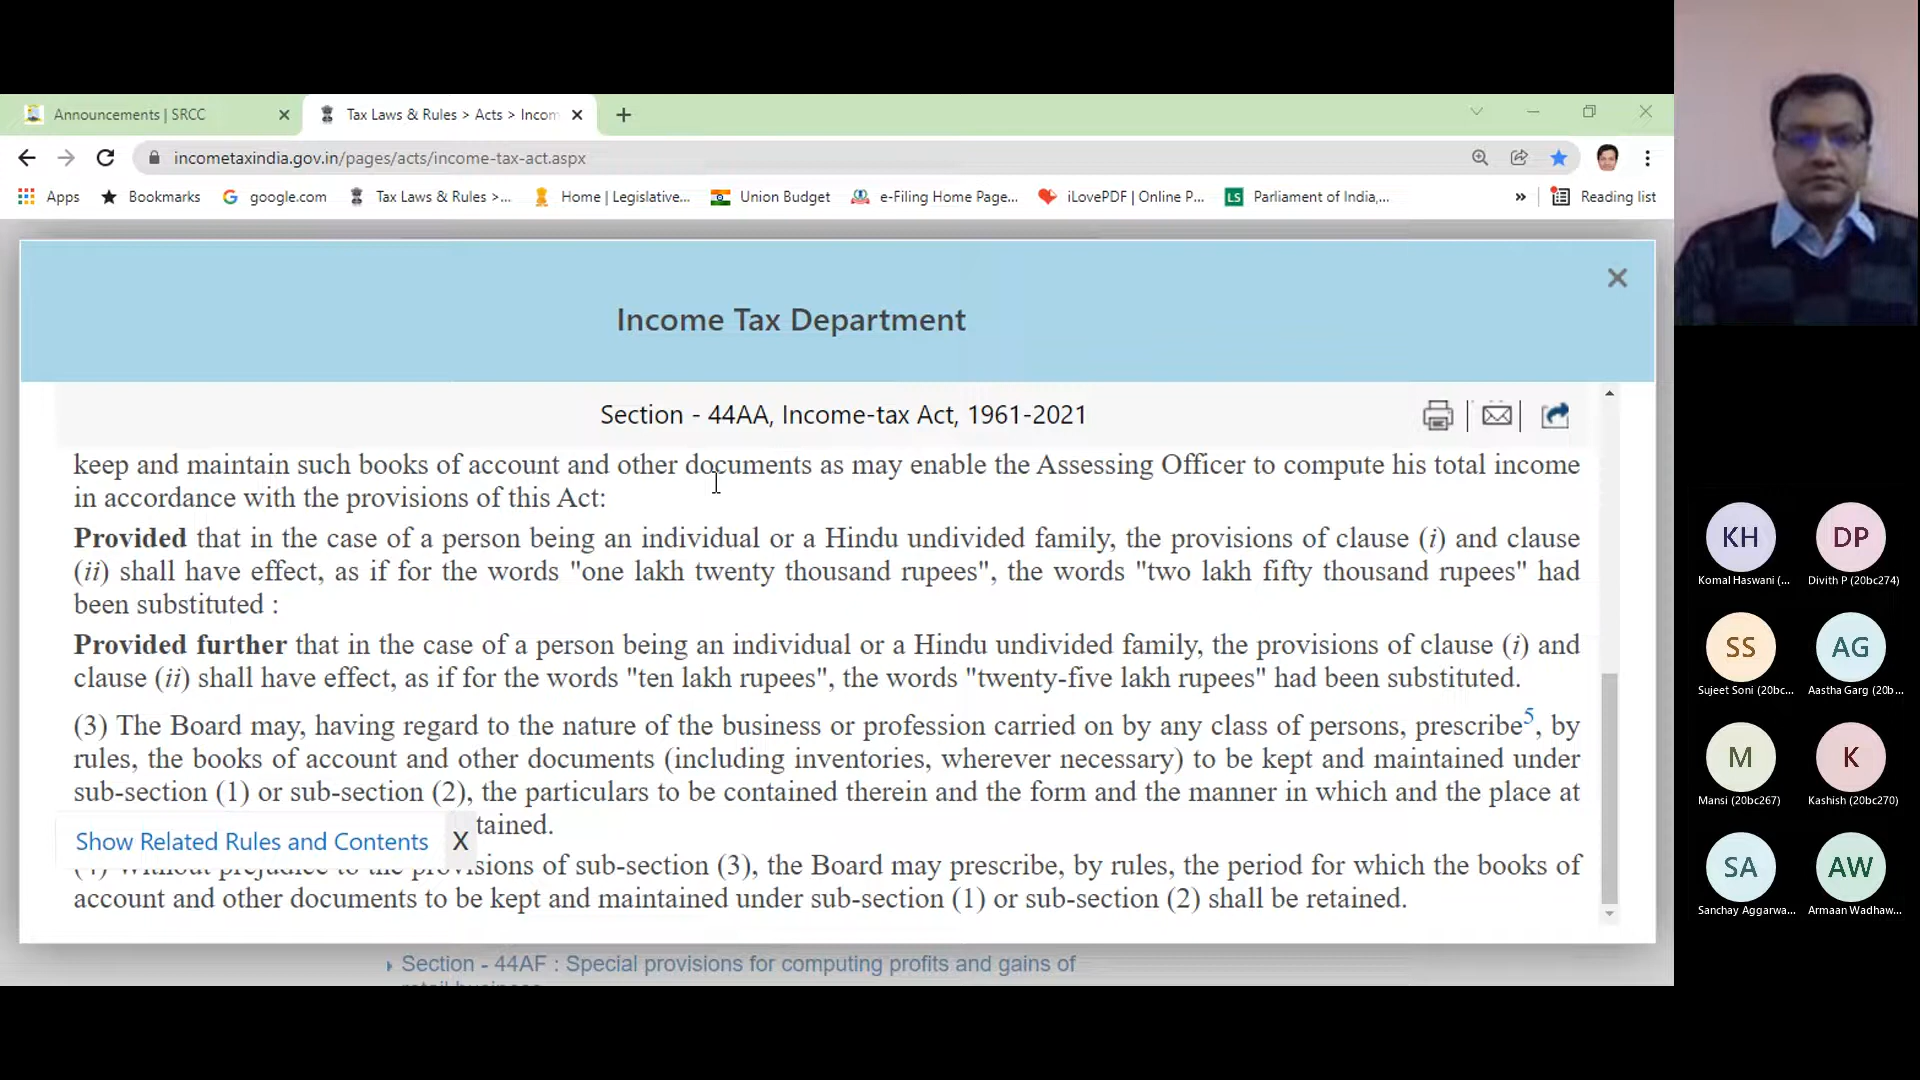 Announcements | SRCC
Tax Laws & Rules > Acts > Incom
incometaxindia.gov.in/pages/acts/income-tax-act.aspx
Apps Bookmarks google.com Tax Laws & Rules >... Home | Legislative... Union Budget e-Filing Home Page... iLovePDF | Online P... LS Parliament of India,... » Reading list
Income Tax Department
Section - 44AA, Income-tax Act, 1961-2021
keep and maintain such books of account and other documents as may enable the Assessing Officer to compute his total income
in accordance with the provisions of this Act:
Provided that in the case of a person being an individual or a Hindu undivided family, the provisions of clause (i) and clause
(ii) shall have effect, as if for the words "one lakh twenty thousand rupees", the words "two lakh fifty thousand rupees" had
been substituted :
Provided further that in the case of a person being an individual or a Hindu undivided family, the provisions of clause (i) and
clause (ii) shall have effect, as if for the words "ten lakh rupees", the words "twenty-five lakh rupees" had been substituted.
(3) The Board may, having regard to the nature of the business or profession carried on by any class of persons, prescribe5, by
rules, the books of account and other documents (including inventories, wherever necessary) to be kept and maintained under
sub-section (1) or sub-section (2), the particulars to be contained therein and the form and the manner in which and the place at
tained.
Show Related Rules and Contents X
(4) Without prejudice to the provisions of sub-section (3), the Board may prescribe, by rules, the period for which the books of
account and other documents to be kept and maintained under sub-section (1) or sub-section (2) shall be retained.
Section - 44AF : Special provisions for computing profits and gains of
KH DP
Komal Haswani (... Divith P (20bc274)
SS AG
Sujeet Soni (20bc... Aastha Garg (20b...
M K
Mansi (20bc267) Kashish (20bc270)
SA AW
Sanchay Aggarwa... Armaan Wadhaw...